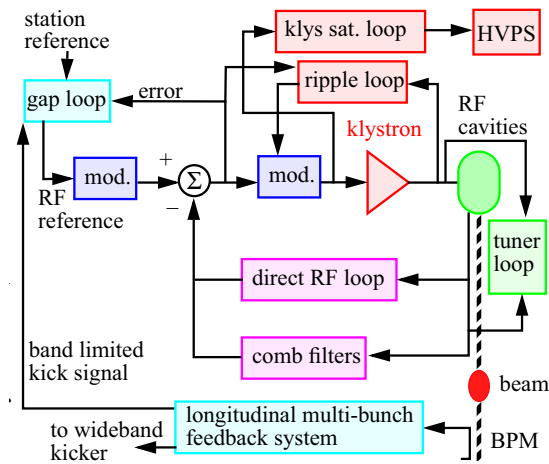 station
reference
klys sat. loop
HVPS
gap loop
error
ripple loop
RF
cavities
klystron
mod.
+
Σ
−
mod.
RF
reference
tuner
loop
direct RF loop
comb filters
band limited
kick signal
beam
longitudinal multi-bunch
feedback system
to wideband
kicker
BPM